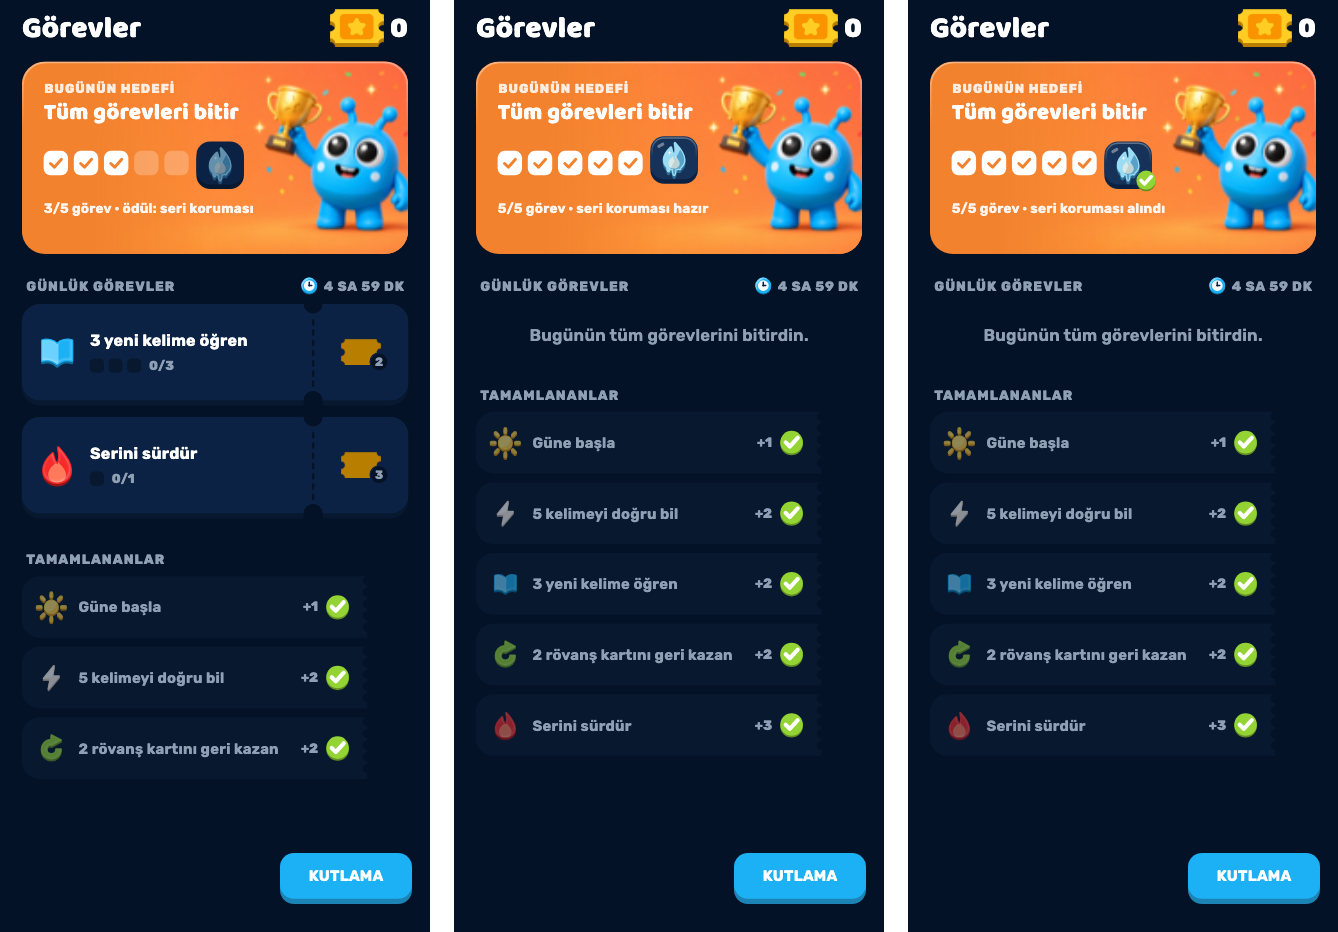 Görevler
0
BUGÜNÜN HEDEFİ
Tüm görevleri bitir
3/5 görev • ödül: seri koruması
GÜNLÜK GÖREVLER
4 SA 59 DK
3 yeni kelime öğren
0/3
2
Serini sürdür
0/1
3
TAMAMLANANLAR
Güne başla
+1
5 kelimeyi doğru bil
+2
2 rövanş kartını geri kazan
+2
KUTLAMA
Görevler
0
BUGÜNÜN HEDEFİ
Tüm görevleri bitir
5/5 görev • seri koruması hazır
GÜNLÜK GÖREVLER
4 SA 59 DK
Bugünün tüm görevlerini bitirdin.
TAMAMLANANLAR
Güne başla
+1
5 kelimeyi doğru bil
+2
3 yeni kelime öğren
+2
2 rövanş kartını geri kazan
+2
Serini sürdür
+3
KUTLAMA
Görevler
0
BUGÜNÜN HEDEFİ
Tüm görevleri bitir
5/5 görev • seri koruması alındı
GÜNLÜK GÖREVLER
4 SA 59 DK
Bugünün tüm görevlerini bitirdin.
TAMAMLANANLAR
Güne başla
+1
5 kelimeyi doğru bil
+2
3 yeni kelime öğren
+2
2 rövanş kartını geri kazan
+2
Serini sürdür
+3
KUTLAMA